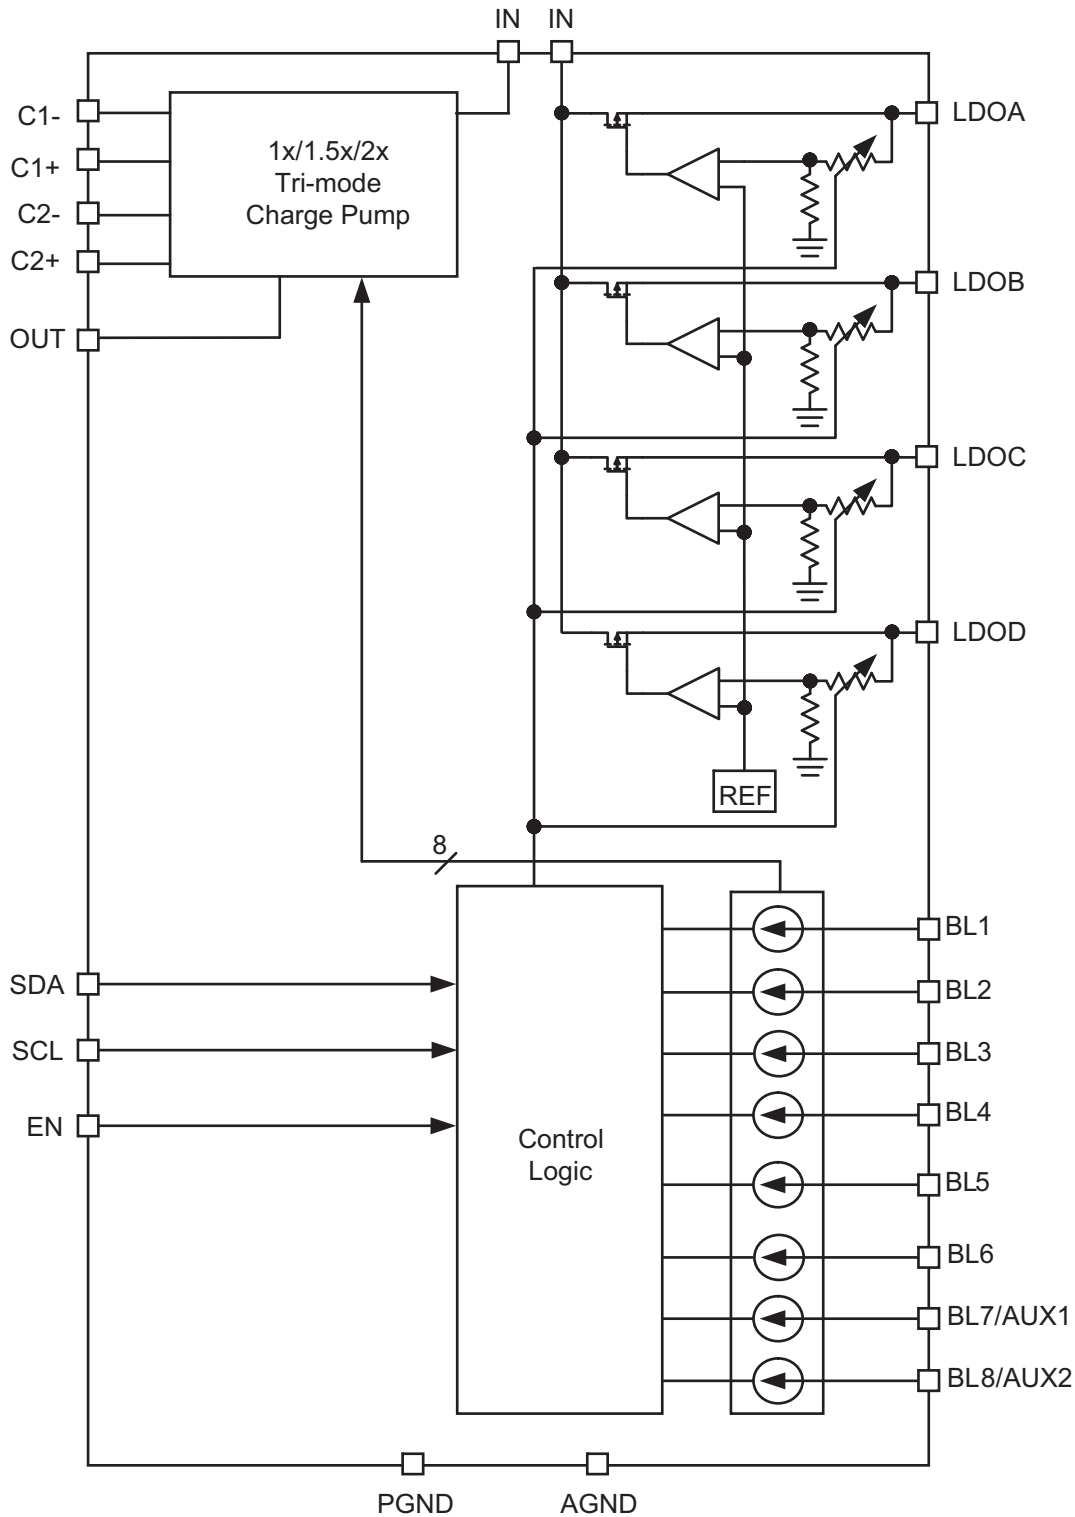 IN
IN
C1-
C1+
C2-
C2+
OUT
1x/1.5x/2x
Tri-mode
Charge Pump
LDOA
LDOB
LDOC
LDOD
REF
8
SDA
SCL
EN
Control
Logic
BL1
BL2
BL3
BL4
BL5
BL6
BL7/AUX1
BL8/AUX2
PGND
AGND